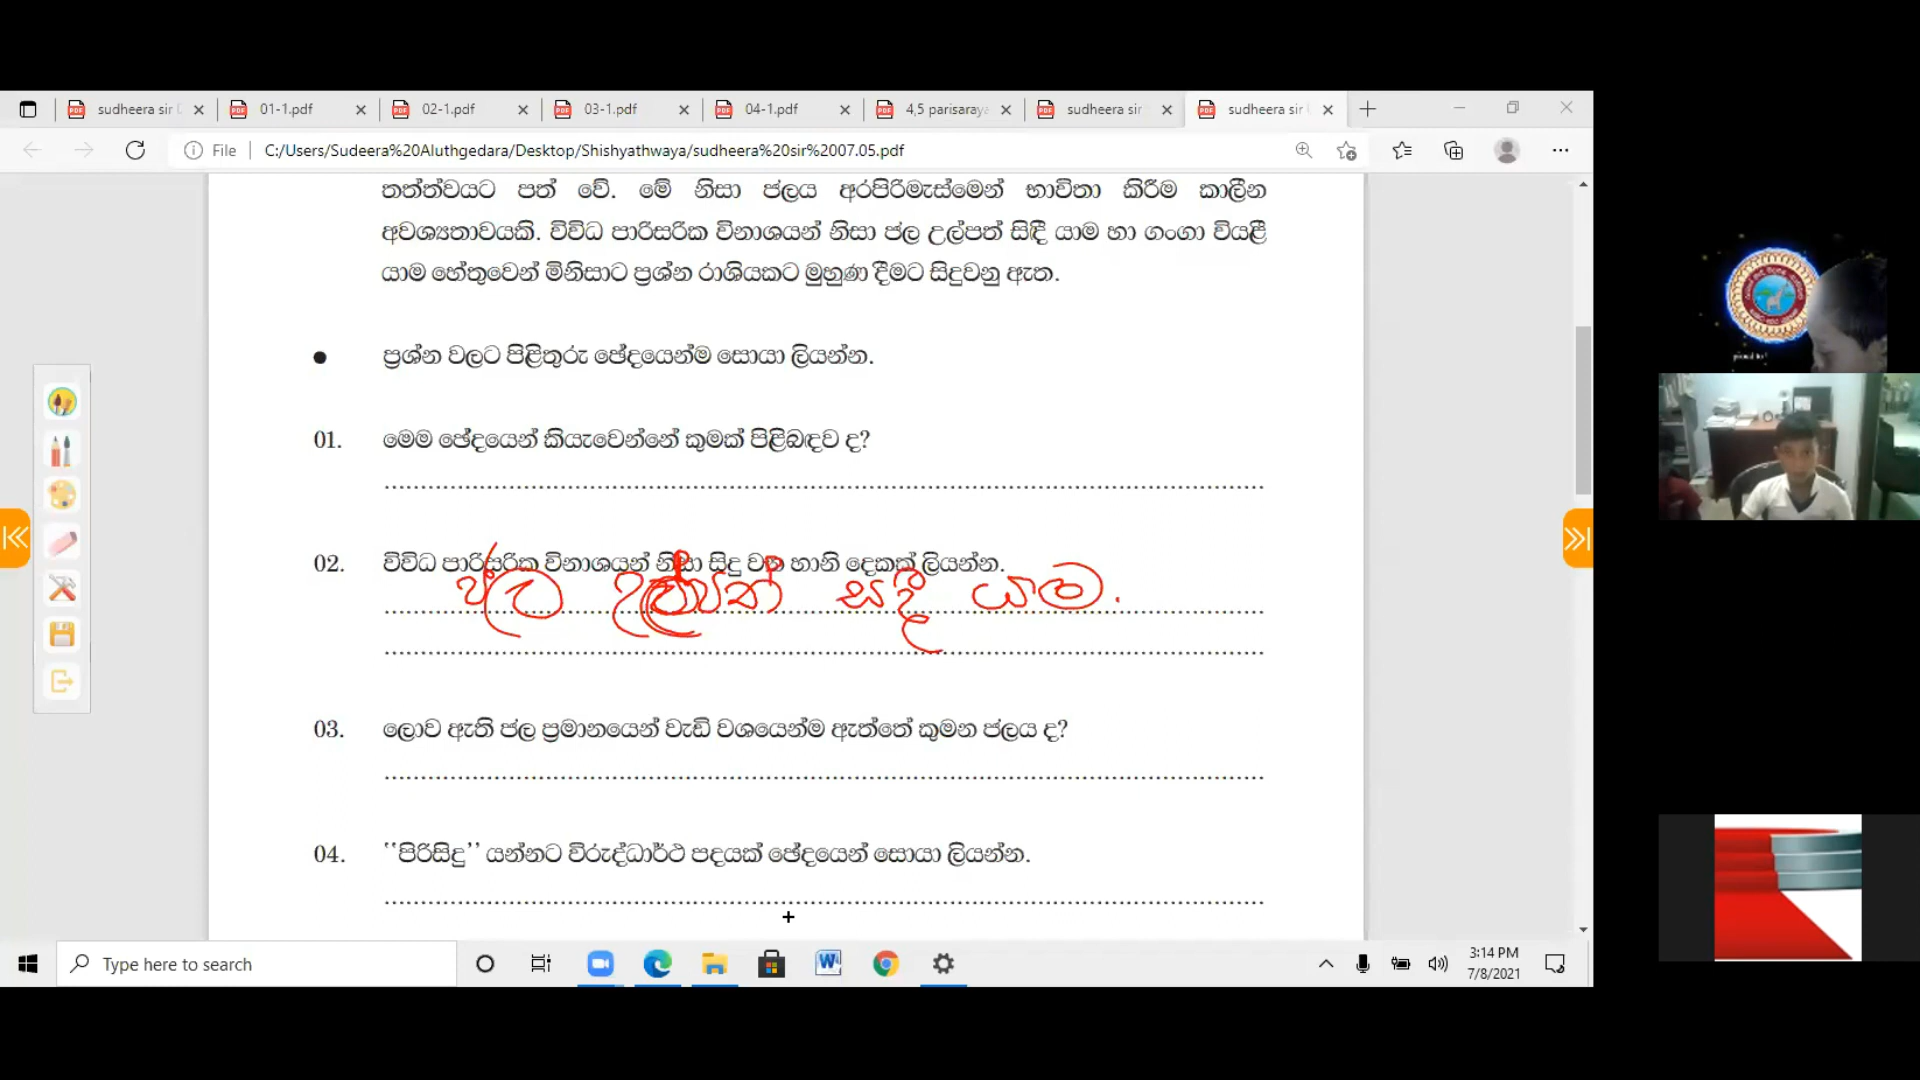 sudheera sir
01-1.pdf
02-1.pdf
03-1.pdf
04-1.pdf
4,5 parisaraya
sudheera sir
sudheera sir
File
C:/Users/Sudeera%20Aluthgedara/Desktop/Shishyathwaya/sudheera%20sir%2007.05.pdf
තත්ත්වයට පත් වේ. මේ නිසා ජලය අරපිරිමැස්මෙන් භාවිතා කිරීම කාලීන
අවශ්‍යතාවයකි. විවිධ පාරිසරික විනාශයන් නිසා ජල උල්පත් සිඳී යාම හා ගංගා වියළී
යාම හේතුවෙන් මිනිසාට ප්‍රශ්න රාශියකට මුහුණ දීමට සිදුවනු ඇත.
● ප්‍රශ්න වලට පිළිතුරු ඡේදයෙන්ම සොයා ලියන්න.
01. මෙම ඡේදයෙන් කියැවෙන්නේ කුමක් පිළිබඳව ද?
02. විවිධ පාරිසරික විනාශයන් නිසා සිදු වන හානි දෙකක් ලියන්න.
ජල උල්පත් සදී යාම.
03. ලොව ඇති ජල ප්‍රමානයෙන් වැඩි වශයෙන්ම ඇත්තේ කුමන ජලය ද?
04. “පිරිසිදු” යන්නට විරුද්ධාර්ථ පදයක් ඡේදයෙන් සොයා ලියන්න.
Type here to search
3:14 PM
7/8/2021